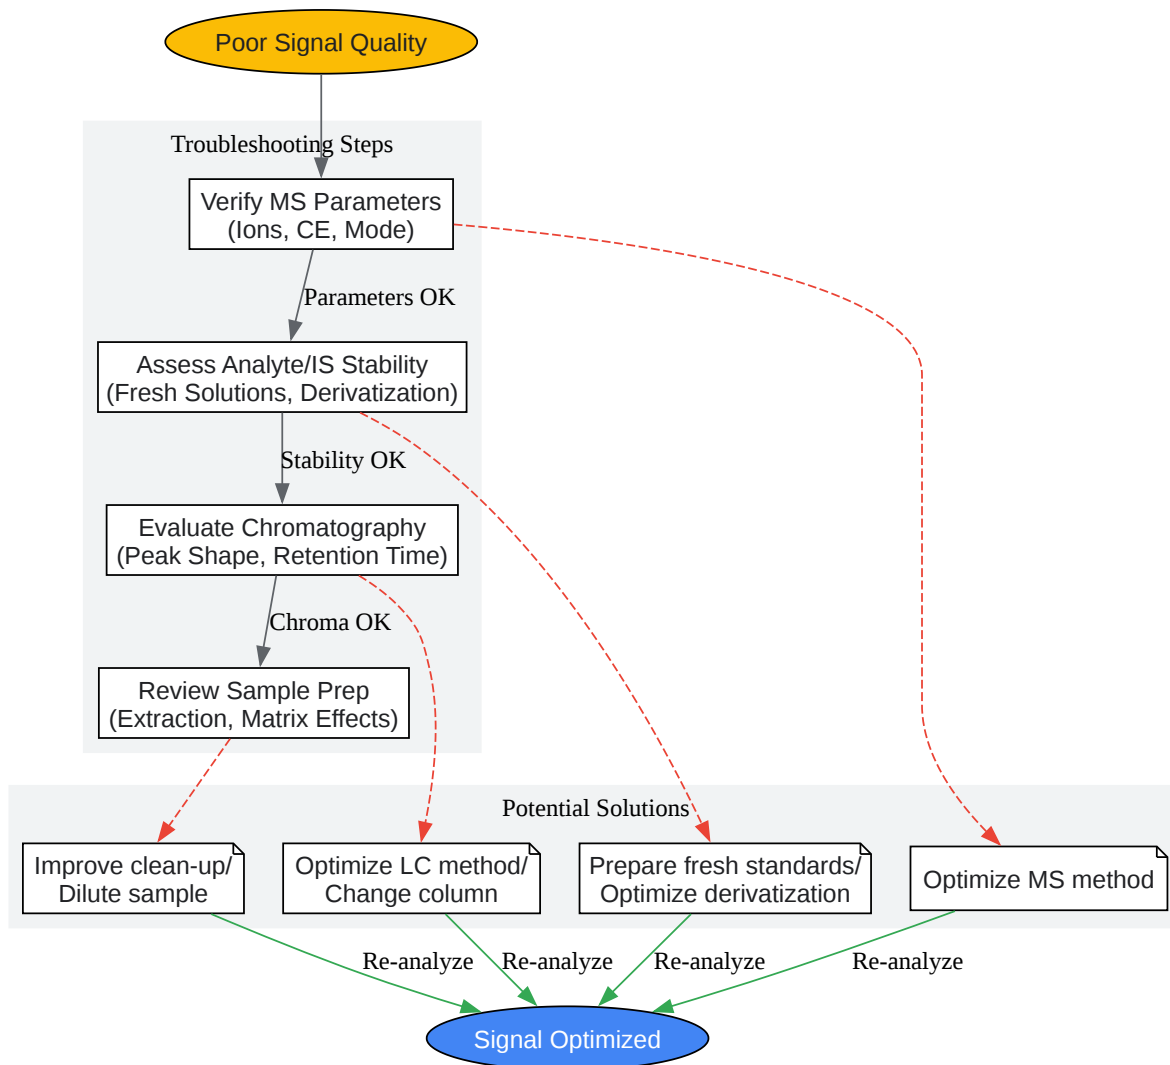 Poor Signal Quality
Troubleshooting Steps
Verify MS Parameters
(Ions, CE, Mode)
Parameters OK
Assess Analyte/IS Stability
(Fresh Solutions, Derivatization)
Stability OK
Evaluate Chromatography
(Peak Shape, Retention Time)
Chroma OK
Review Sample Prep
(Extraction, Matrix Effects)
Potential Solutions
Improve clean-up/
Dilute sample
Optimize LC method/
Change column
Prepare fresh standards/
Optimize derivatization
Optimize MS method
Re-analyze
Re-analyze
Re-analyze
Re-analyze
Signal Optimized